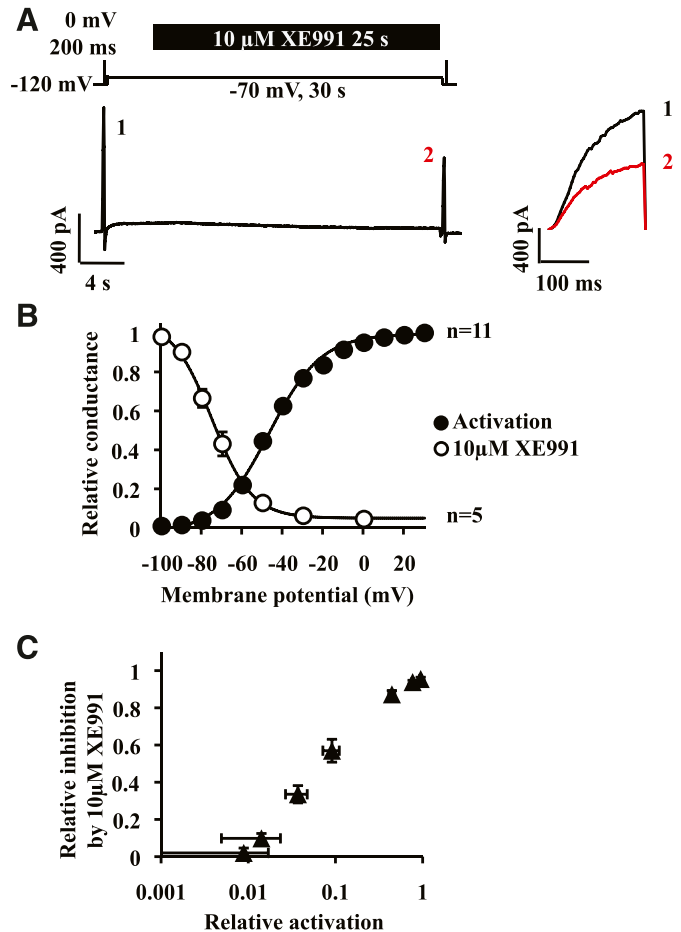 A
0 mV
200 ms
10 µM XE991 25 s
-120 mV
-70 mV, 30 s
1
2
400 pA
4 s
1
2
400 pA
100 ms
B
Relative conductance
1
0.8
0.6
0.4
0.2
0
-100 -80 -60 -40 -20 0 20
Membrane potential (mV)
n=11
Activation
10µM XE991
n=5
C
Relative inhibition
by 10µM XE991
1
0.8
0.6
0.4
0.2
0
0.001 0.01 0.1 1
Relative activation